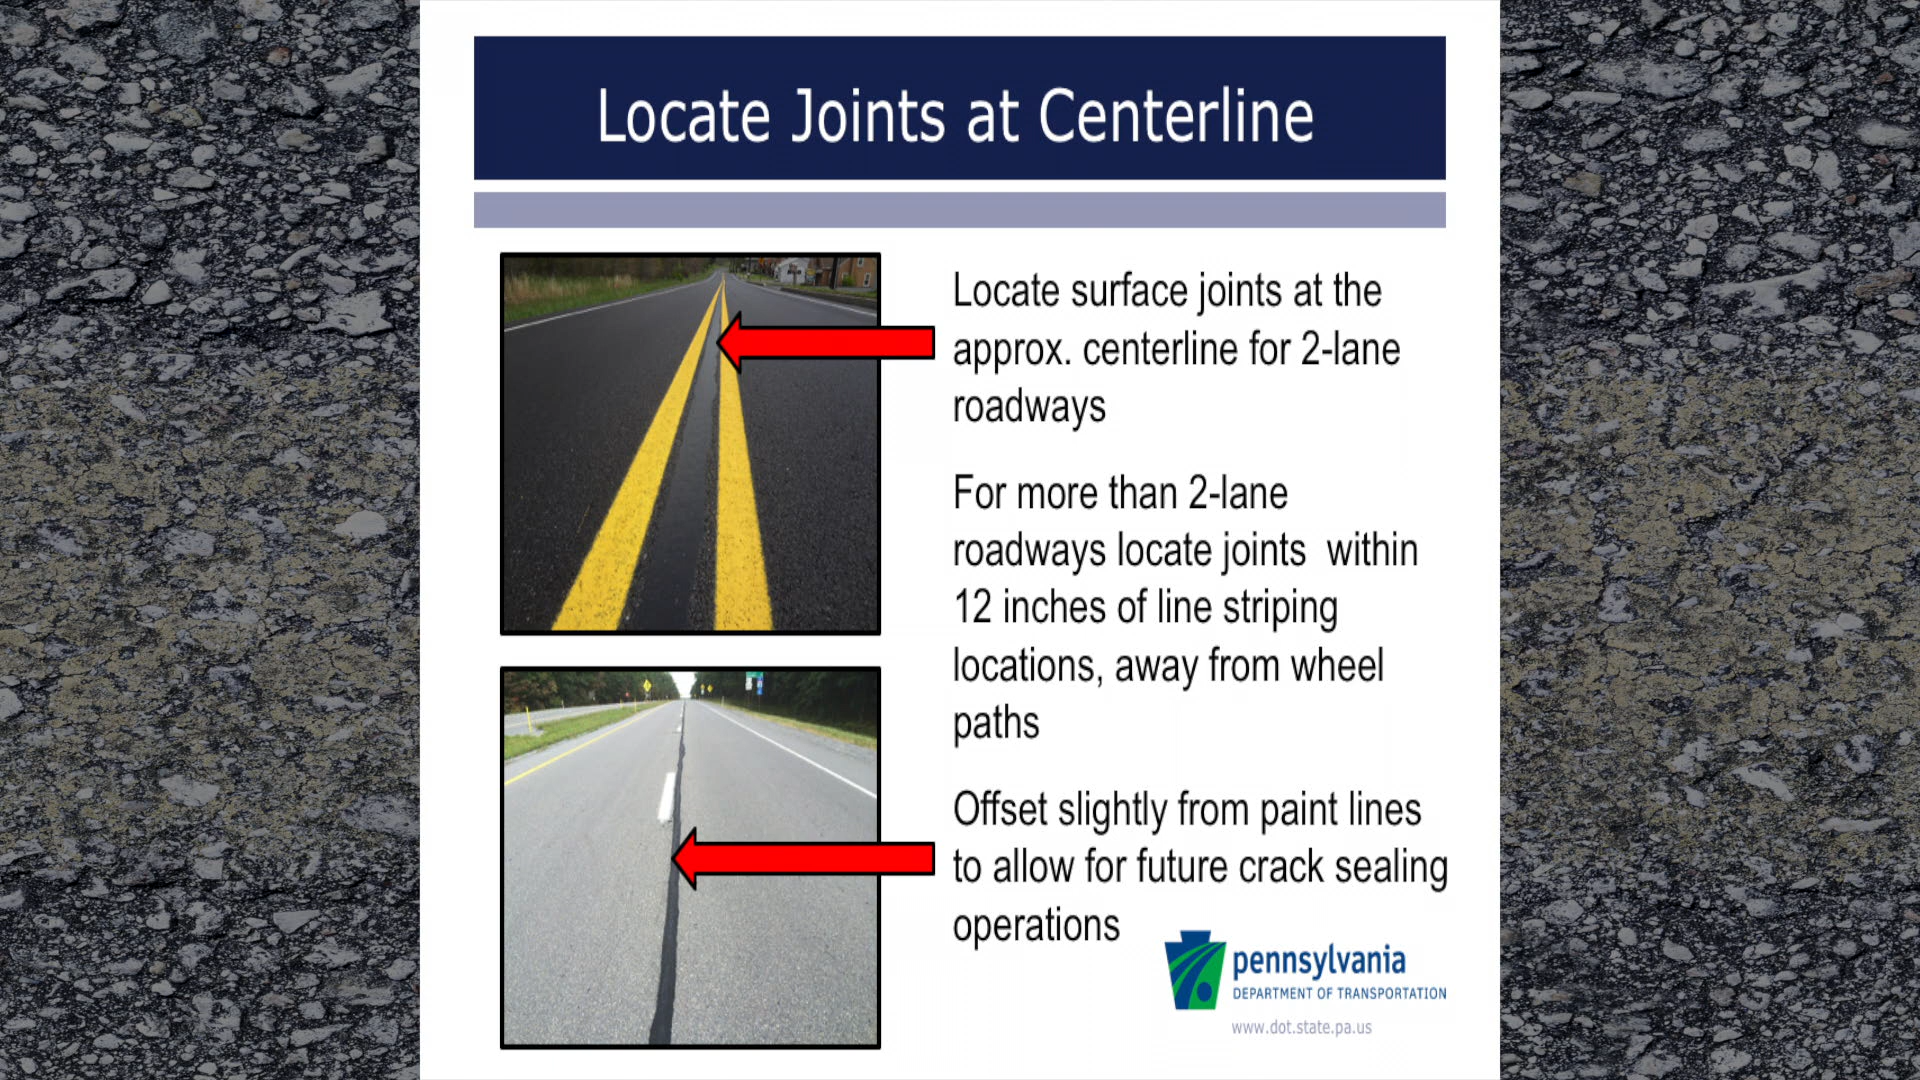 Locate Joints at Centerline
Locate surface joints at the
approx. centerline for 2-lane
roadways
For more than 2-lane
roadways locate joints within
12 inches of line striping
locations, away from wheel
paths
Offset slightly from paint lines
to allow for future crack sealing
operations
pennsylvania
DEPARTMENT OF TRANSPORTATION
www.dot.state.pa.us